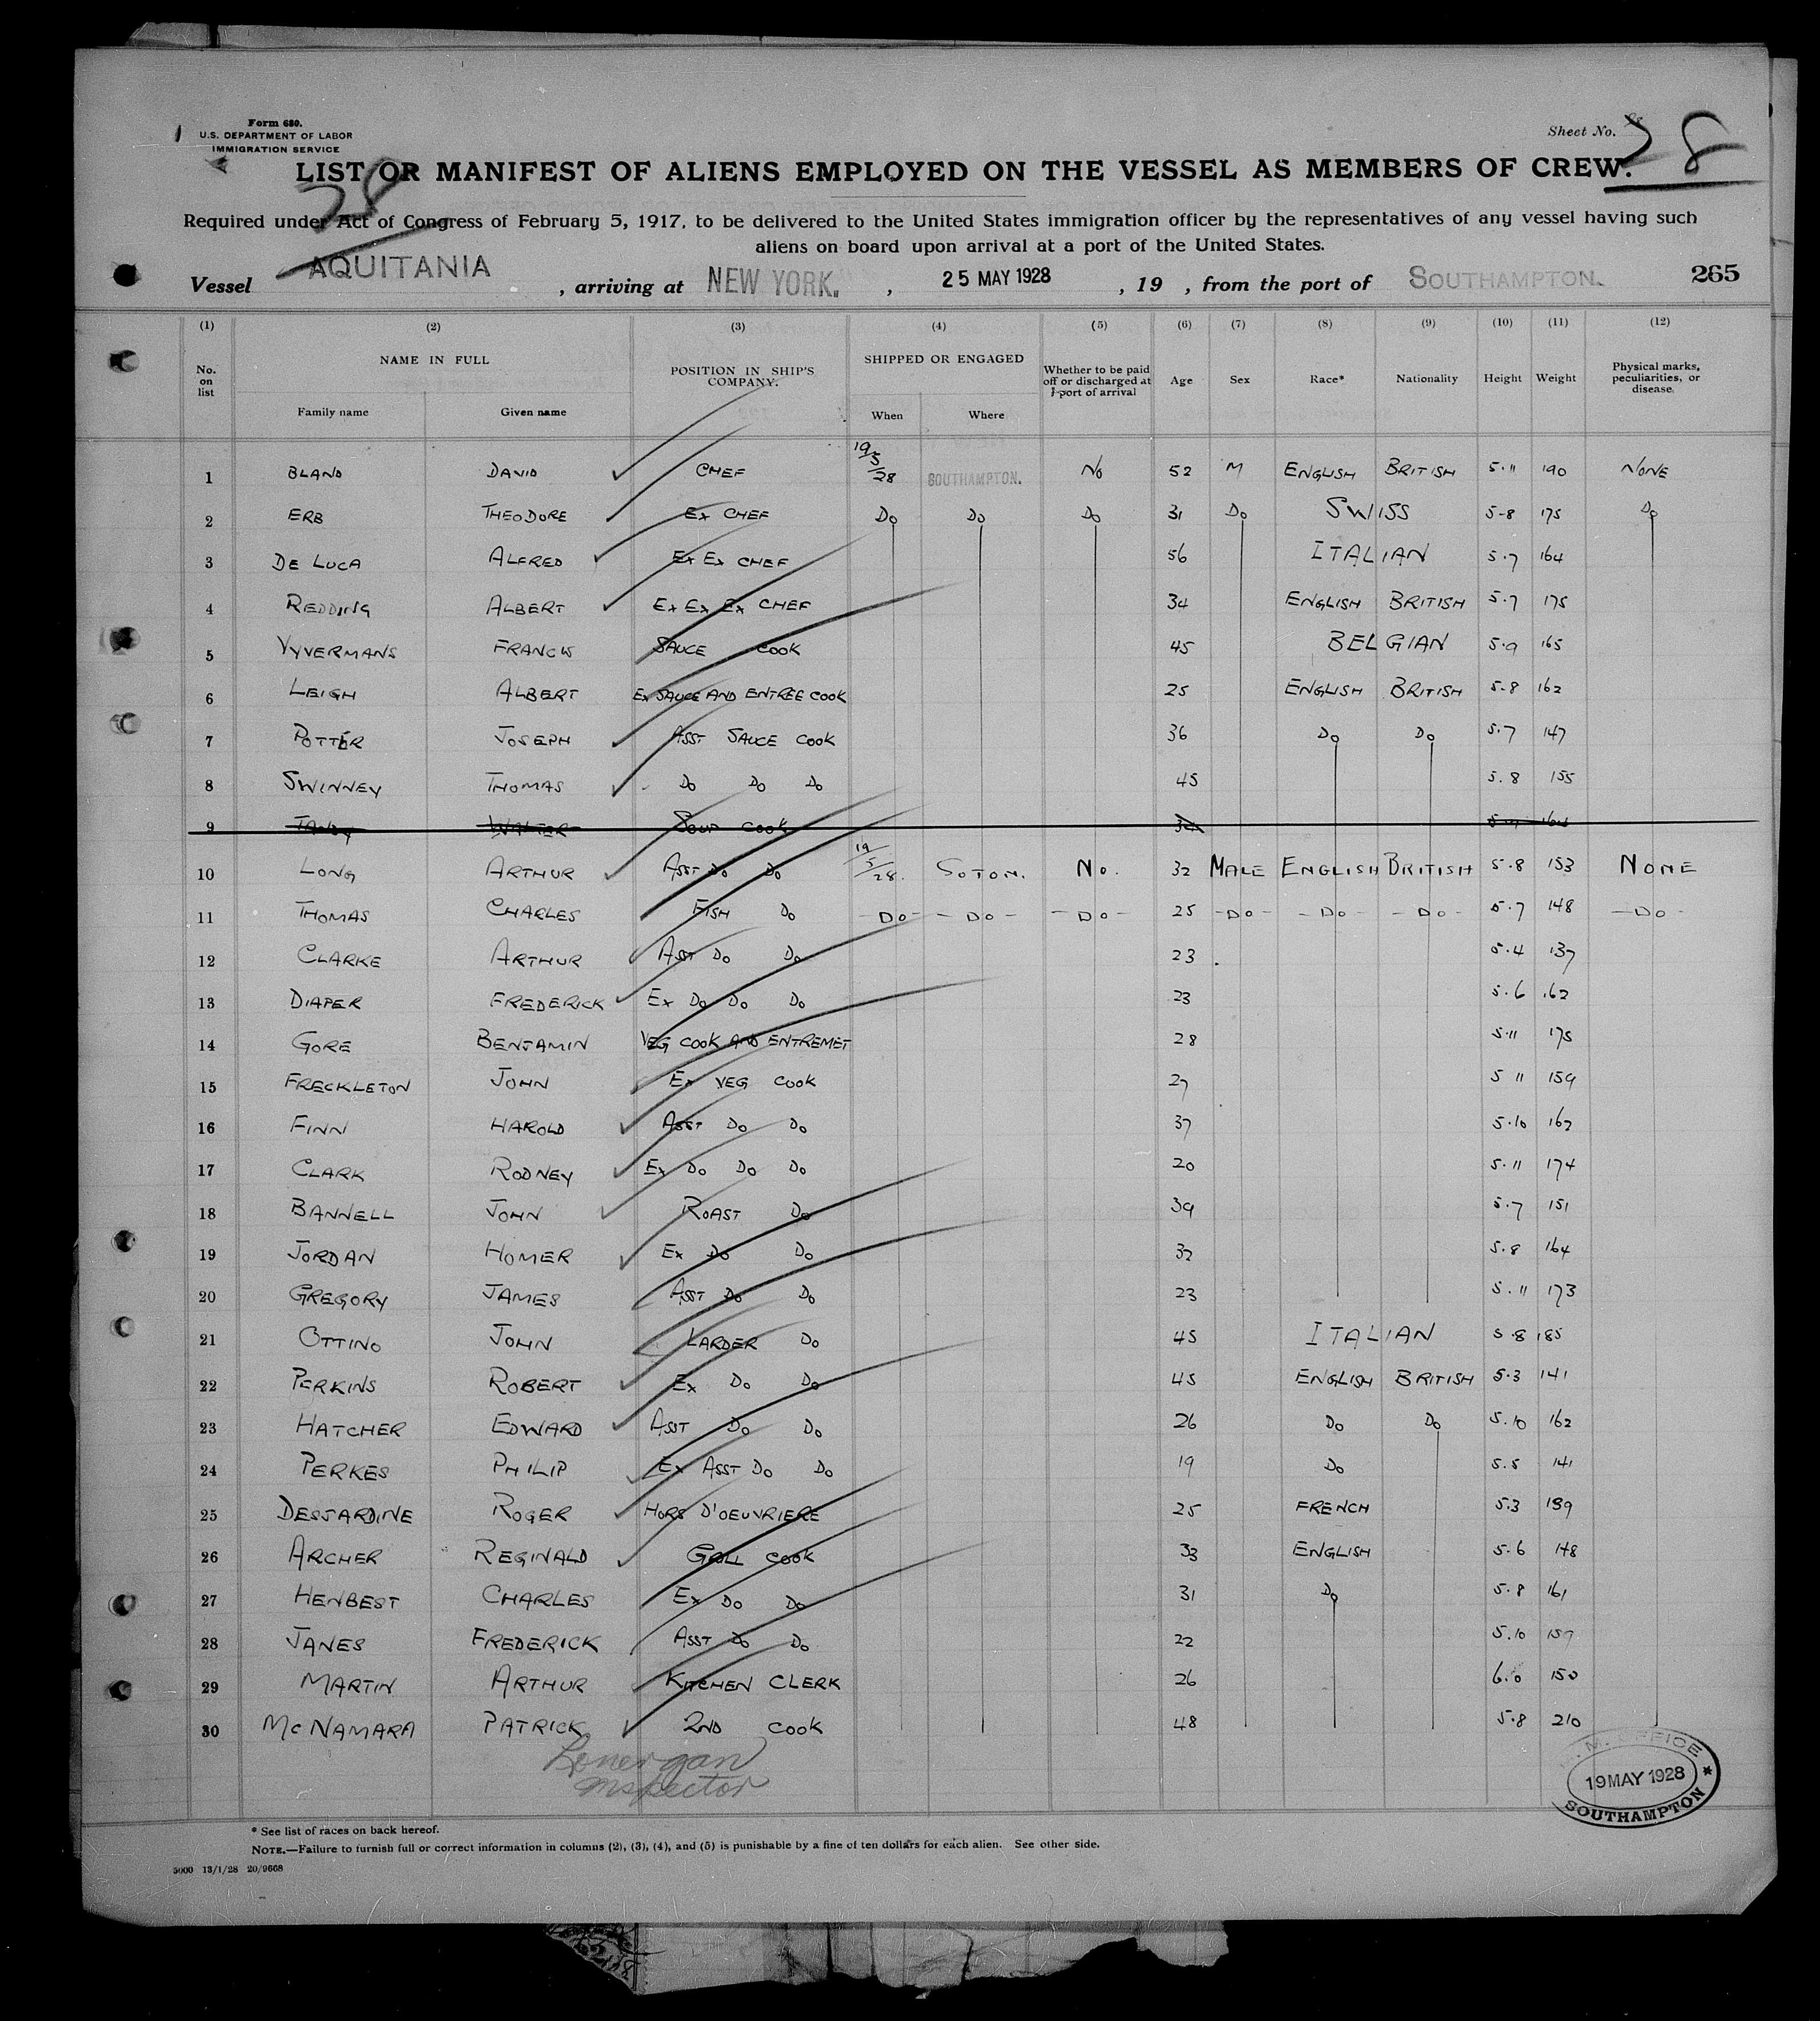 Form 680.
U.S. DEPARTMENT OF LABOR
IMMIGRATION SERVICE
Sheet No. 28
LIST OR MANIFEST OF ALIENS EMPLOYED ON THE VESSEL AS MEMBERS OF CREW.
28
Required under Act of Congress of February 5, 1917, to be delivered to the United States immigration officer by the representatives of any vessel having such
aliens on board upon arrival at a port of the United States.
Vessel AQUITANIA, arriving at NEW YORK., 25 MAY 1928, 19 , from the port of SOUTHAMPTON. 265
(1) (2) (3) (4) (5) (6) (7) (8) (9) (10) (11) (12)
No. on list NAME IN FULL Family name Given name POSITION IN SHIP'S COMPANY. SHIPPED OR ENGAGED When Where Whether to be paid off or discharged at port of arrival Age Sex Race* Nationality Height Weight Physical marks, peculiarities, or disease.
1 BLAND DAVID CHEF 19/5/28 SOUTHAMPTON. NO 52 M ENGLISH BRITISH 5.11 190 NONE
2 ERB THEODORE EX CHEF DO DO DO 31 DO SWISS 5-8 175 DO
3 DE LUCA ALFRED EX EX CHEF 56 ITALIAN 5.7 164
4 REDDING ALBERT EX EX EX CHEF 34 ENGLISH BRITISH 5.7 175
5 VYVERMANS FRANCIS SAUCE COOK 45 BELGIAN 5.9 165
6 LEIGH ALBERT EX SAUCE AND ENTRÉE COOK 25 ENGLISH BRITISH 5-8 162
7 POTTER JOSEPH ASST SAUCE COOK 36 DO DO 5.7 147
8 SWINNEY THOMAS DO DO DO 45 5.8 155
9 WALTER SOUP COOK
10 LONG ARTHUR ASST DO DO 19/5/28. SOTON. NO. 32 MALE ENGLISH BRITISH 5.8 153 NONE
11 THOMAS CHARLES FISH DO -DO- -DO- -DO- 25 -DO- -DO- -DO- 5.7 148 -DO-
12 CLARKE ARTHUR ASST DO DO 23 5.4 137
13 DIAPER FREDERICK EX DO DO DO 23 5.6 162
14 GORE BENJAMIN VEG COOK AND ENTREMET 28 5.11 175
15 FRECKLETON JOHN EX VEG COOK 27 5 11 159
16 FINN HAROLD ASST DO DO 37 5.10 162
17 CLARK RODNEY EX DO DO DO 20 5.11 174
18 BANNELL JOHN ROAST DO 39 5.7 151
19 JORDAN HOMER EX DO DO 32 5.8 164
20 GREGORY JAMES ASST DO DO 23 5.11 173
21 OTTINO JOHN LARDER DO 45 ITALIAN 5 8 185
22 PERKINS ROBERT EX DO DO 45 ENGLISH BRITISH 5.3 141
23 HATCHER EDWARD ASST DO DO 26 DO DO 5.10 162
24 PERKES PHILIP EX ASST DO DO 19 DO 5.5 141
25 DESJARDINE ROGER HORS D'OEUVRIERE 25 FRENCH 5.3 139
26 ARCHER REGINALD GRILL COOK 33 ENGLISH 5.6 148
27 HENBEST CHARLES EX DO DO 31 DO 5.8 161
28 JANES FREDERICK ASST DO DO 22 5.10 157
29 MARTIN ARTHUR KITCHEN CLERK 26 6.0 150
30 MCNAMARA PATRICK 2ND COOK 48 5.8 210
Lonergan
Inspector
M.M. OFFICE
19 MAY 1928
SOUTHAMPTON
* See list of races on back hereof.
NOTE.—Failure to furnish full or correct information in columns (2), (3), (4), and (5) is punishable by a fine of ten dollars for each alien. See other side.
5000 13/1/28 20/9668